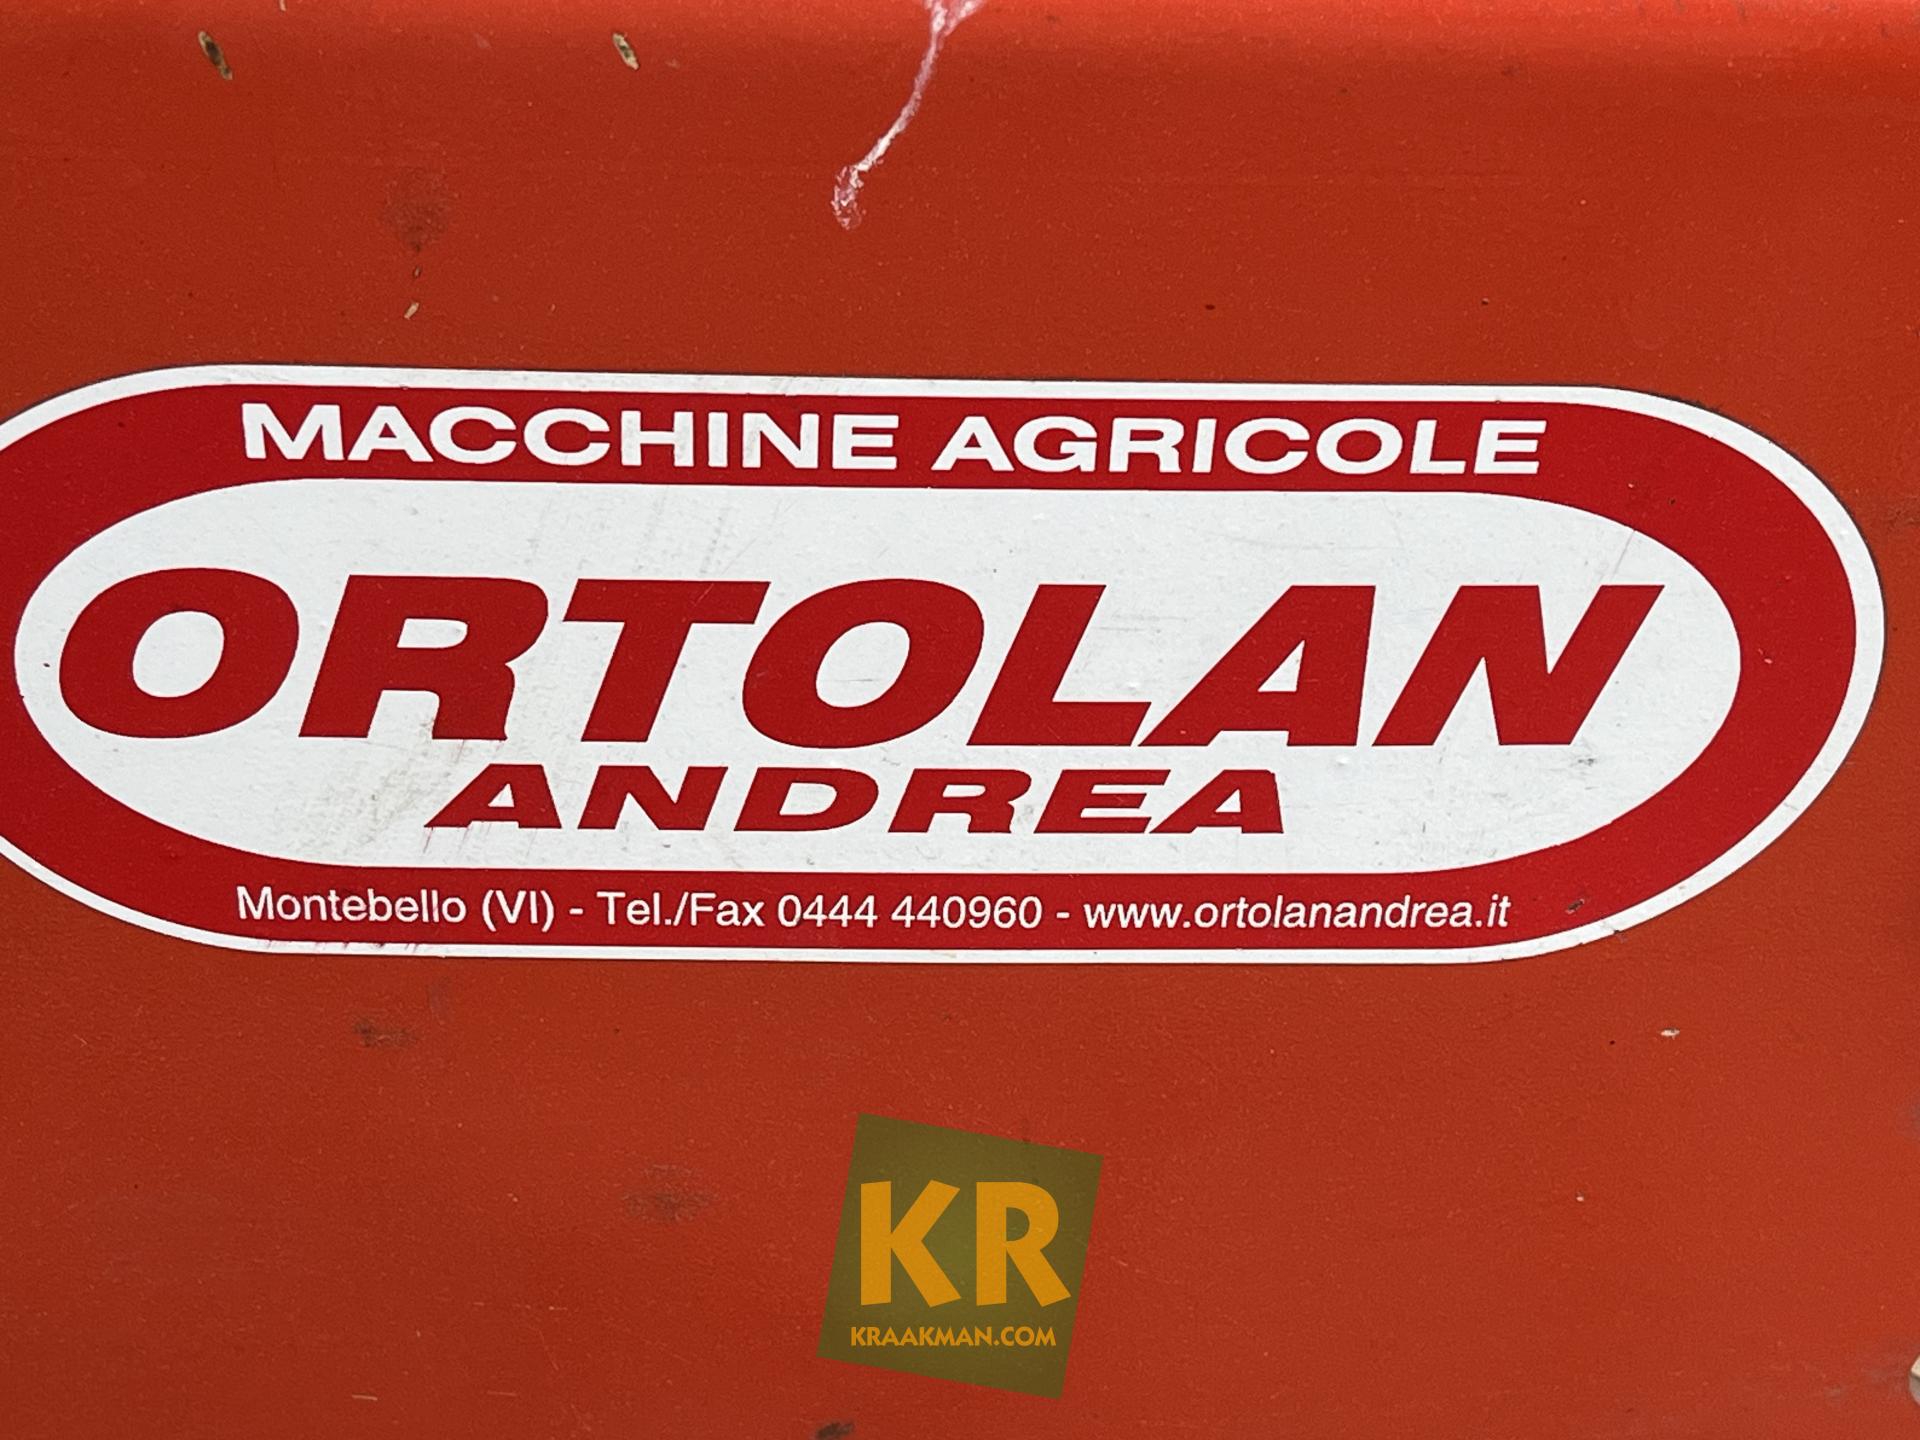 MACCHINE AGRICOLE
ORTOLAN
ANDREA
Montebello (VI) - Tel./Fax 0444 440960 - www.ortolanandrea.it
KR
KRAAKMAN.COM